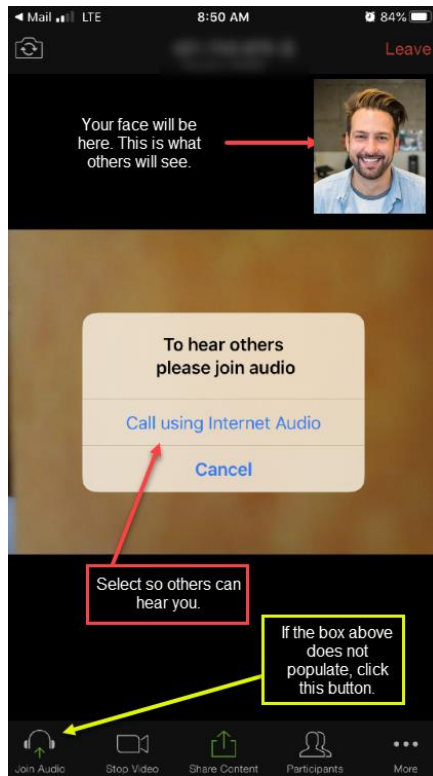 Mail LTE 8:50 AM 84%
Leave
Your face will be
here. This is what
others will see.
To hear others
please join audio
Call using Internet Audio
Cancel
Select so others can
hear you.
If the box above
does not
populate, click
this button.
Join Audio Stop Video Share Content Participants More